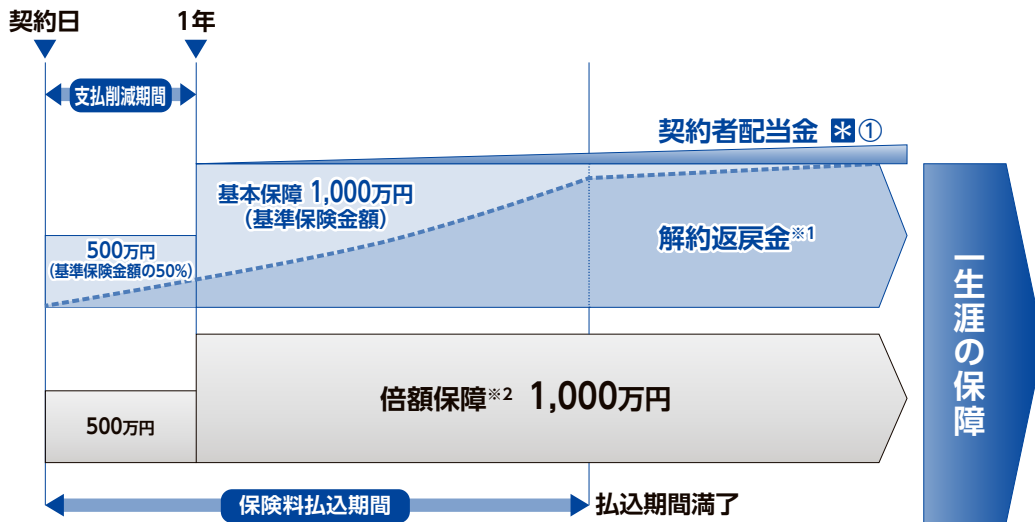 契約日
1年
支払削減期間
契約者配当金 *①
基本保障 1,000万円
(基準保険金額)
500万円
(基準保険金額の50%)
解約返戻金※1
一生涯の保障
倍額保障※2 1,000万円
500万円
保険料払込期間
払込期間満了